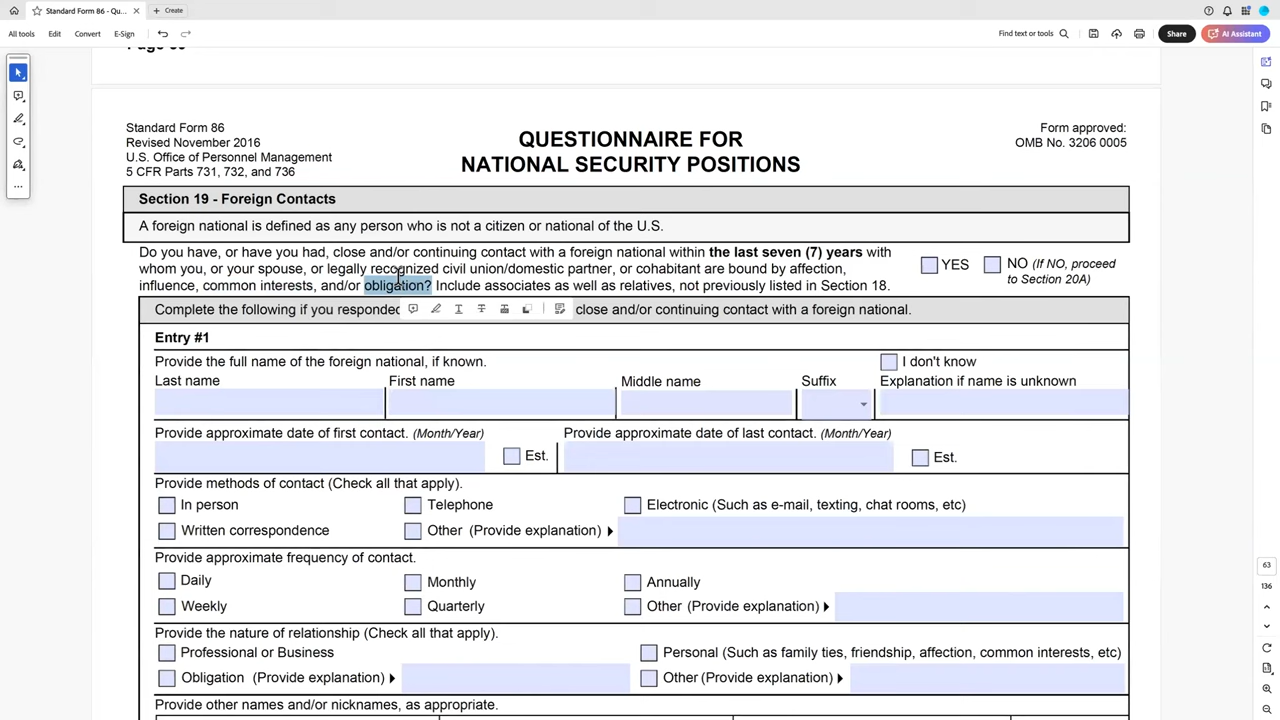 Standard Form 86 - Qu...
Create
All tools
Edit
Convert
E-Sign
Find text or tools
Share
AI Assistant
Standard Form 86
Revised November 2016
U.S. Office of Personnel Management
5 CFR Parts 731, 732, and 736
QUESTIONNAIRE FOR
NATIONAL SECURITY POSITIONS
Form approved:
OMB No. 3206 0005
Section 19 - Foreign Contacts
A foreign national is defined as any person who is not a citizen or national of the U.S.
Do you have, or have you had, close and/or continuing contact with a foreign national within the last seven (7) years with
whom you, or your spouse, or legally recognized civil union/domestic partner, or cohabitant are bound by affection,
influence, common interests, and/or obligation? Include associates as well as relatives, not previously listed in Section 18.
YES
NO (If NO, proceed
to Section 20A)
Complete the following if you responded close and/or continuing contact with a foreign national.
Entry #1
Provide the full name of the foreign national, if known.
I don't know
Last name
First name
Middle name
Suffix
Explanation if name is unknown
Provide approximate date of first contact. (Month/Year)
Est.
Provide approximate date of last contact. (Month/Year)
Est.
Provide methods of contact (Check all that apply).
In person
Telephone
Electronic (Such as e-mail, texting, chat rooms, etc)
Written correspondence
Other (Provide explanation)
Provide approximate frequency of contact.
Daily
Monthly
Annually
Weekly
Quarterly
Other (Provide explanation)
Provide the nature of relationship (Check all that apply).
Professional or Business
Personal (Such as family ties, friendship, affection, common interests, etc)
Obligation (Provide explanation)
Other (Provide explanation)
Provide other names and/or nicknames, as appropriate.
63
136